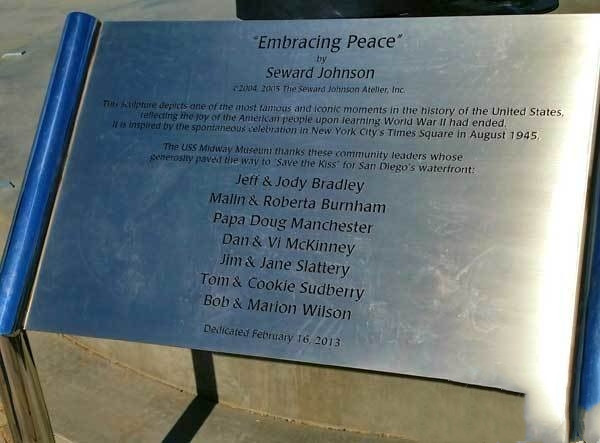 "Embracing Peace"
by
Seward Johnson
©2004, 2005 The Seward Johnson Atelier, Inc.
This sculpture depicts one of the most famous and iconic moments in the history of the United States,
reflecting the joy of the American people upon learning World War II had ended.
It is inspired by the spontaneous celebration in New York City's Times Square in August 1945.
The USS Midway Museum thanks these community leaders whose
generosity paved the way to "Save the Kiss" for San Diego's waterfront:
Jeff & Jody Bradley
Malin & Roberta Burnham
Papa Doug Manchester
Dan & Vi McKinney
Jim & Jane Slattery
Tom & Cookie Sudberry
Bob & Marion Wilson
Dedicated February 16, 2013